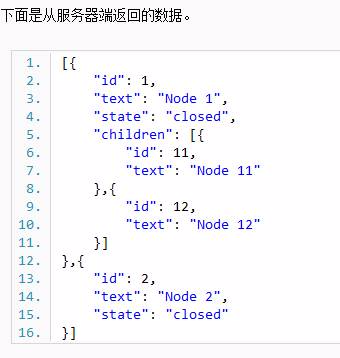 下面是从服务器端返回的数据。
1. [{
2.     "id": 1,
3.     "text": "Node 1",
4.     "state": "closed",
5.     "children": [{
6.         "id": 11,
7.         "text": "Node 11"
8.     },{
9.         "id": 12,
10.         "text": "Node 12"
11.     }]
12. },{
13.     "id": 2,
14.     "text": "Node 2",
15.     "state": "closed"
16. }]